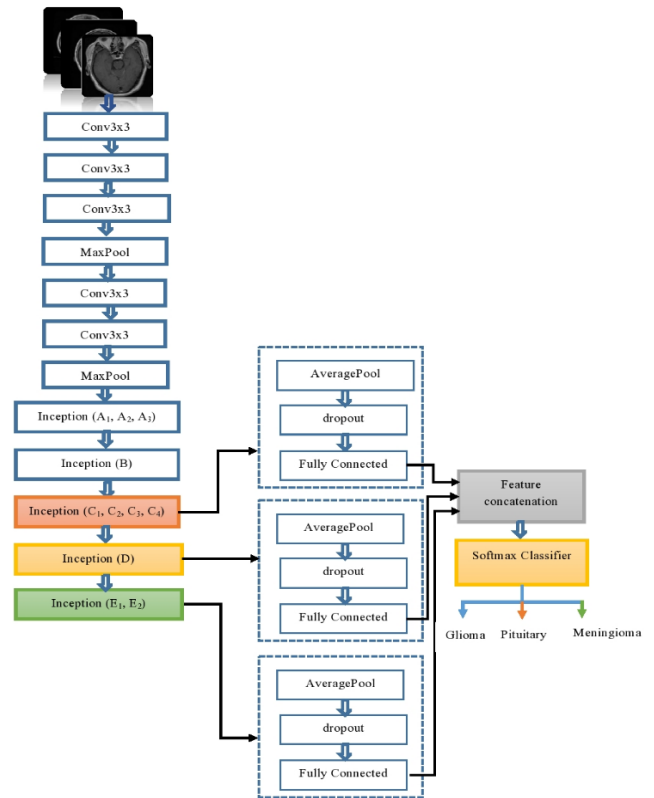 Conv3x3
Conv3x3
Conv3x3
MaxPool
Conv3x3
Conv3x3
MaxPool
Inception (A₁, A₂, A₃)
Inception (B)
Inception (C₁, C₂, C₃, C₄)
Inception (D)
Inception (E₁, E₂)
AveragePool
dropout
Fully Connected
AveragePool
dropout
Fully Connected
AveragePool
dropout
Fully Connected
Feature
concatenation
Softmax Classifier
Glioma
Pituitary
Meningioma